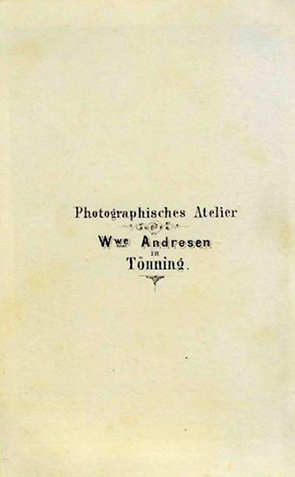 Photographisches Atelier
Wwe Andresen
in
Tönning.